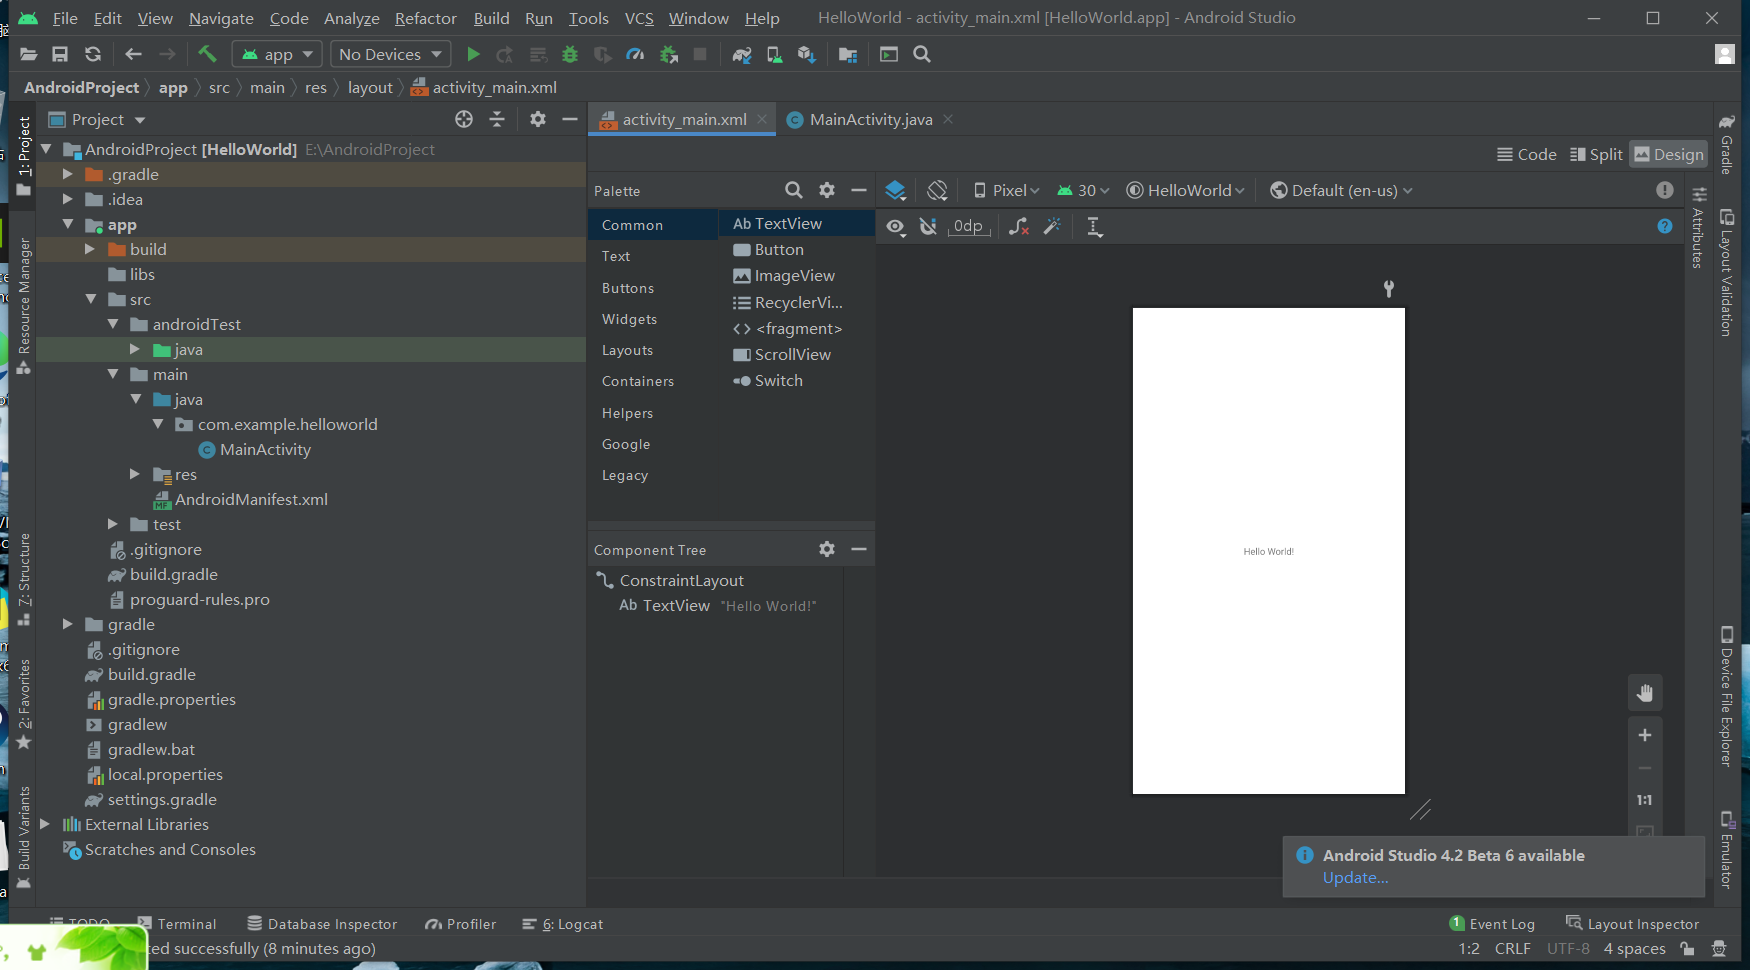 File Edit View Navigate Code Analyze Refactor Build Run Tools VCS Window Help HelloWorld - activity_main.xml [HelloWorld.app] - Android Studio
app No Devices
AndroidProject app src main res layout activity_main.xml
Project
activity_main.xml MainActivity.java
AndroidProject [HelloWorld] E:\AndroidProject
.gradle
.idea
app
build
libs
src
androidTest
java
main
java
com.example.helloworld
MainActivity
res
AndroidManifest.xml
test
.gitignore
build.gradle
proguard-rules.pro
gradle
.gitignore
build.gradle
gradle.properties
gradlew
gradlew.bat
local.properties
settings.gradle
External Libraries
Scratches and Consoles
1: Project
Resource Manager
Z: Structure
2: Favorites
Build Variants
Code Split Design
Palette
Common
Text
Buttons
Widgets
Layouts
Containers
Helpers
Google
Legacy
Ab TextView
Button
ImageView
RecyclerVi...
<fragment>
ScrollView
Switch
Component Tree
ConstraintLayout
Ab TextView "Hello World!"
Pixel 30 HelloWorld Default (en-us)
0dp
Hello World!
1:1
Attributes
Gradle
Layout Validation
Device File Explorer
Emulator
Android Studio 4.2 Beta 6 available
Update...
TODO Terminal Database Inspector Profiler 6: Logcat
1 Event Log Layout Inspector
ted successfully (8 minutes ago)
1:2 CRLF UTF-8 4 spaces